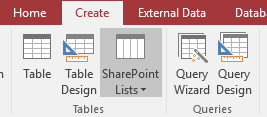 Home Create External Data Datab
Table Table SharePoint Query Query
Design Lists Wizard Design
Tables Queries